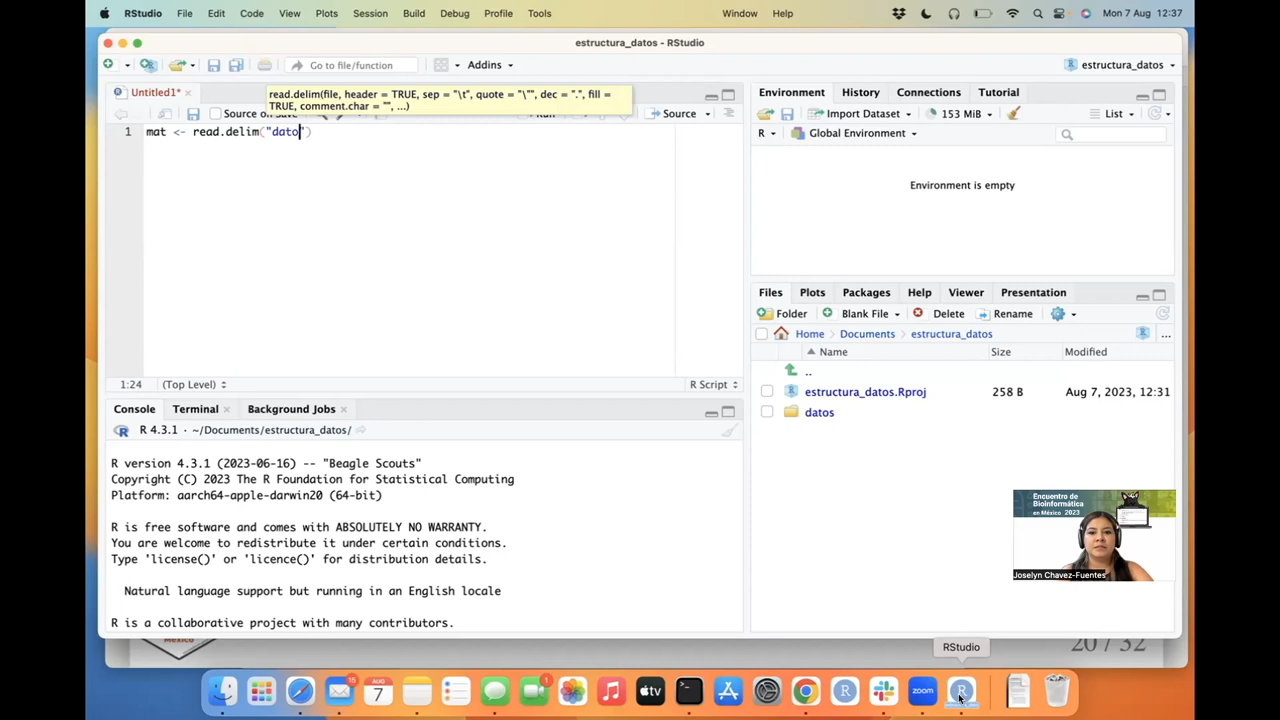 RStudio File Edit Code View Plots Session Build Debug Profile Tools Window Help Mon 7 Aug 12:37
estructura_datos - RStudio
Go to file/function Addins estructura_datos
Untitled1*
read.delim(file, header = TRUE, sep = "\t", quote = "\"", dec = ".", fill =
TRUE, comment.char = "", ...)
Source on Save Run Source
1 mat <- read.delim("dato")
1:24 (Top Level) R Script
Console Terminal Background Jobs
R 4.3.1 · ~/Documents/estructura_datos/
R version 4.3.1 (2023-06-16) -- "Beagle Scouts"
Copyright (C) 2023 The R Foundation for Statistical Computing
Platform: aarch64-apple-darwin20 (64-bit)
R is free software and comes with ABSOLUTELY NO WARRANTY.
You are welcome to redistribute it under certain conditions.
Type 'license()' or 'licence()' for distribution details.
Natural language support but running in an English locale
R is a collaborative project with many contributors.
Environment History Connections Tutorial
Import Dataset 153 MiB List
R Global Environment
Environment is empty
Files Plots Packages Help Viewer Presentation
Folder Blank File Delete Rename
Home Documents estructura_datos
Name Size Modified
..
estructura_datos.Rproj 258 B Aug 7, 2023, 12:31
datos
Encuentro de
Bioinformática
en México 2023
Joselyn Chavez-Fuentes
México
20 / 32
RStudio
15
AUG
7
1
tv
zoom